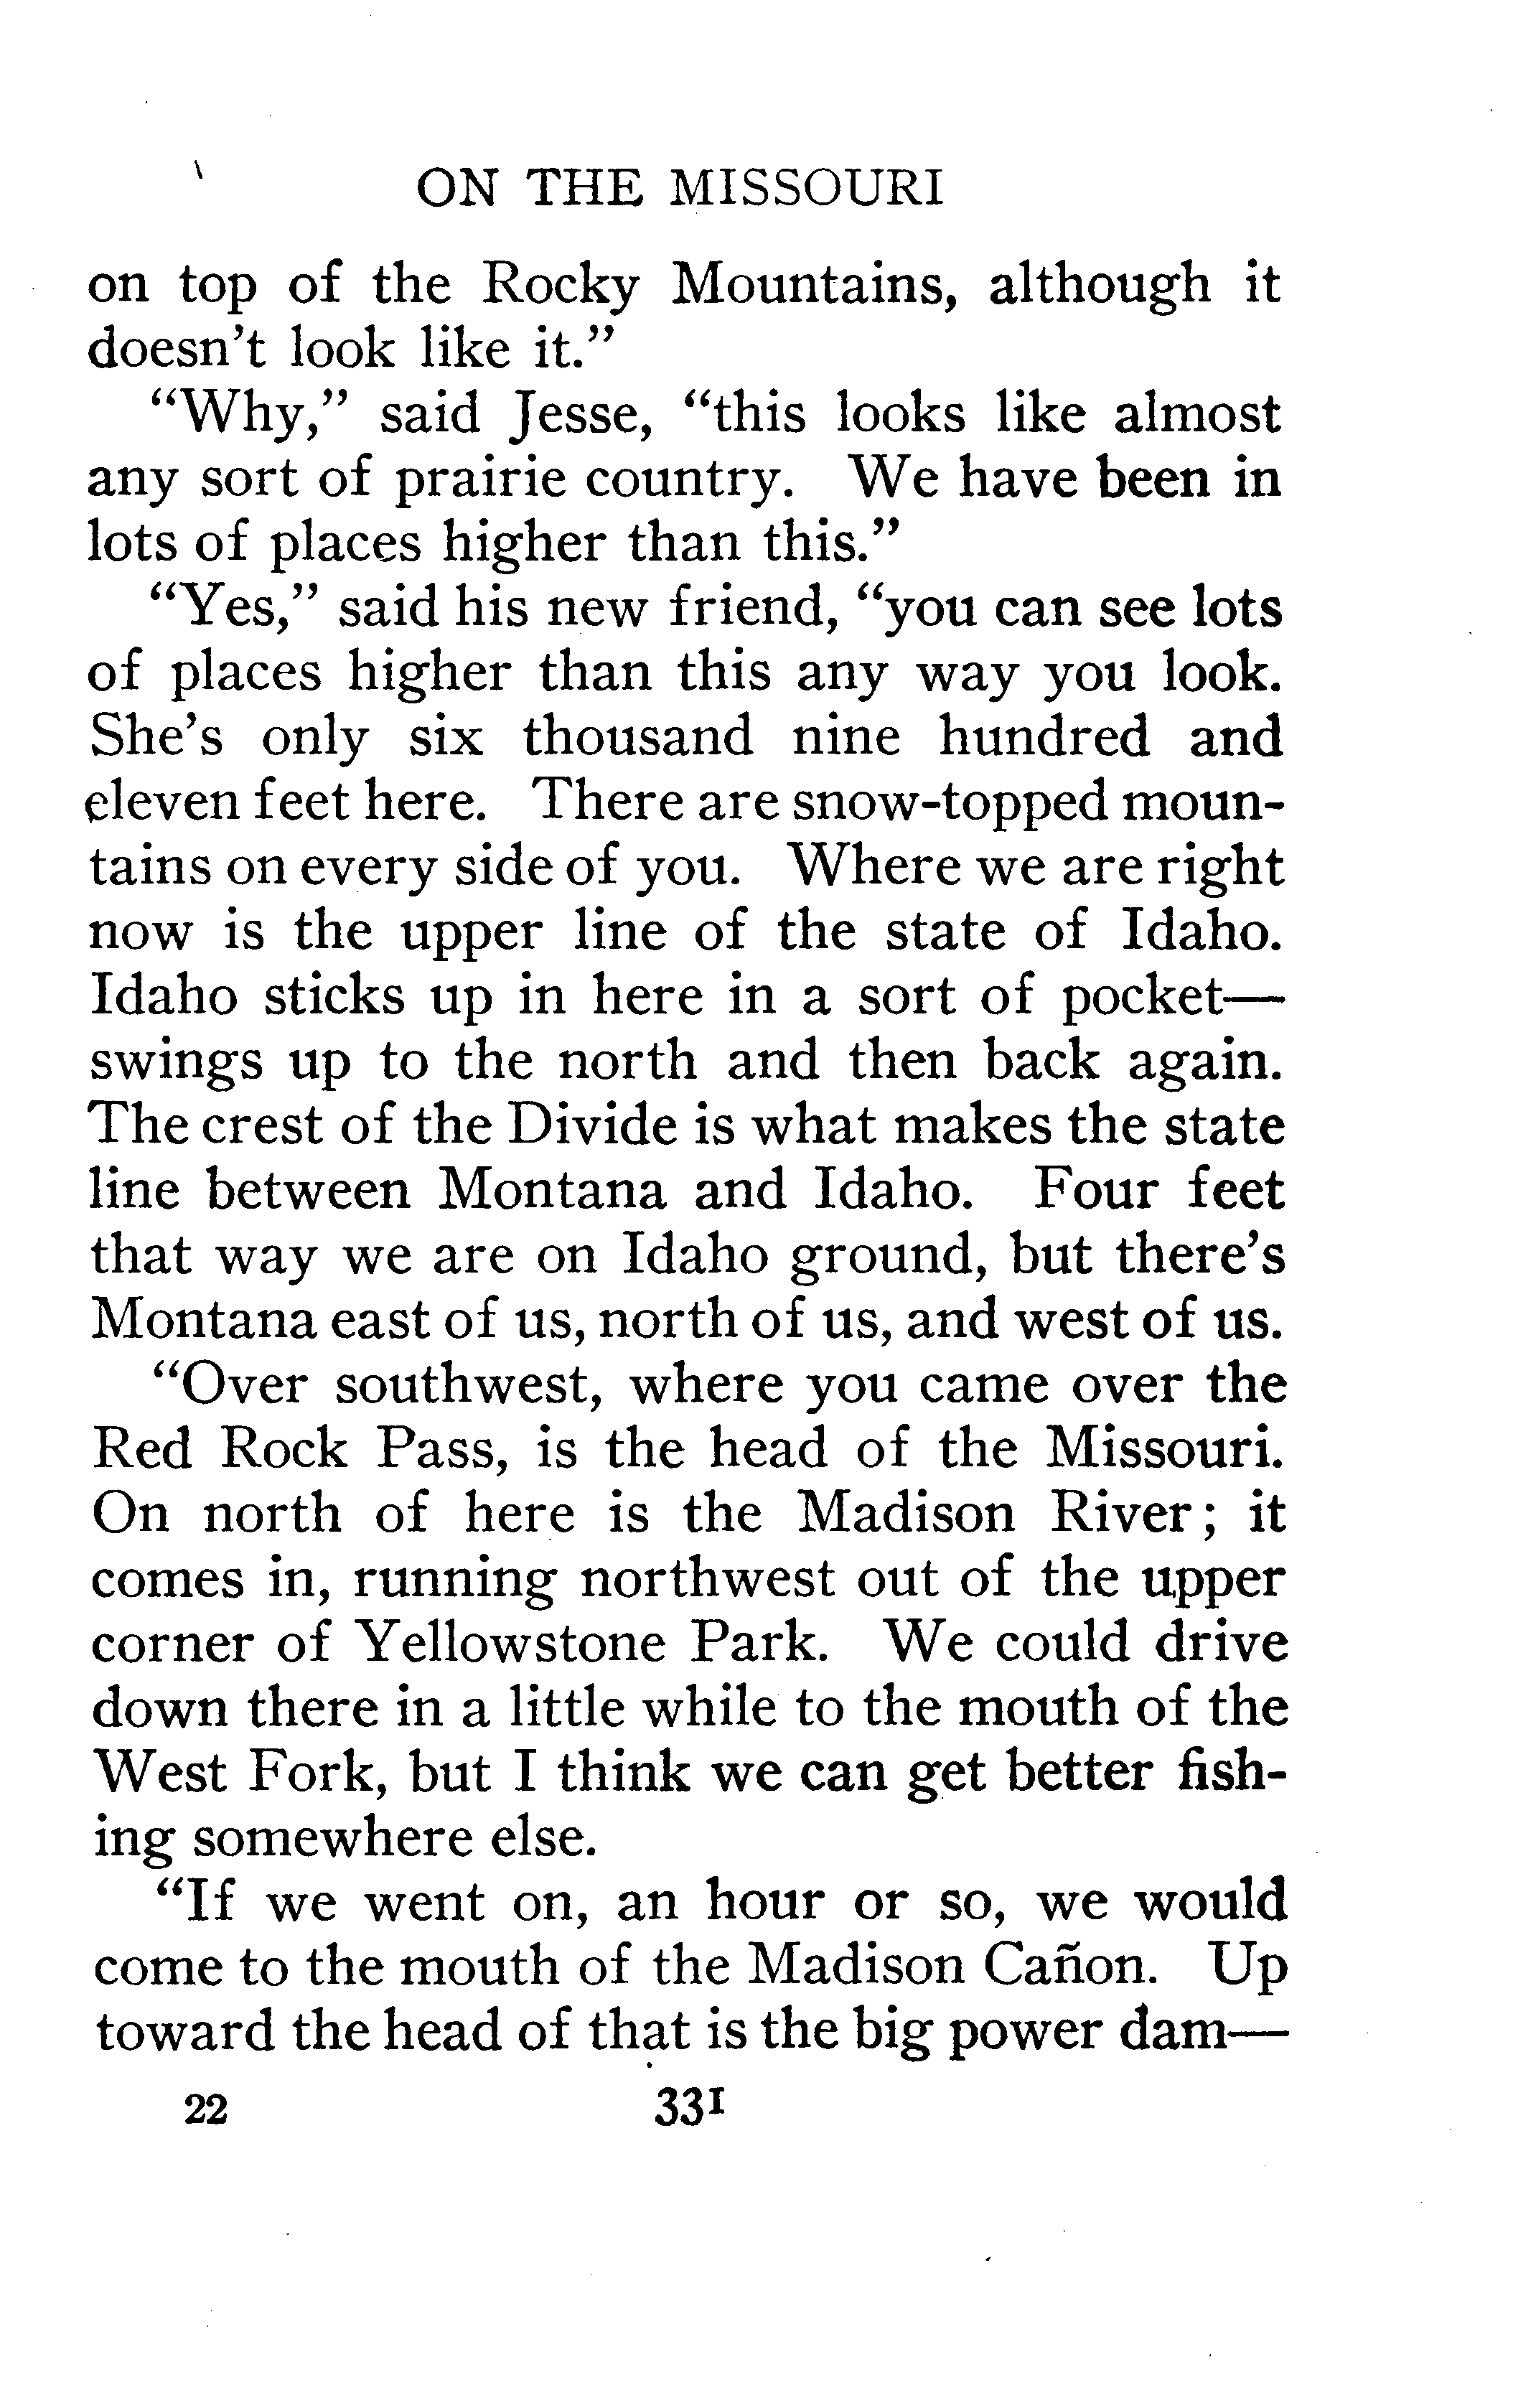 ON THE MISSOURI
on top of the Rocky Mountains, although it
doesn't look like it."
"Why," said Jesse, "this looks like almost
any sort of prairie country. We have been in
lots of places higher than this."
"Yes," said his new friend, "you can see lots
of places higher than this any way you look.
She's only six thousand nine hundred and
eleven feet here. There are snow-topped moun-
tains on every side of you. Where we are right
now is the upper line of the state of Idaho.
Idaho sticks up in here in a sort of pocket—
swings up to the north and then back again.
The crest of the Divide is what makes the state
line between Montana and Idaho. Four feet
that way we are on Idaho ground, but there's
Montana east of us, north of us, and west of us.
"Over southwest, where you came over the
Red Rock Pass, is the head of the Missouri.
On north of here is the Madison River; it
comes in, running northwest out of the upper
corner of Yellowstone Park. We could drive
down there in a little while to the mouth of the
West Fork, but I think we can get better fish-
ing somewhere else.
"If we went on, an hour or so, we would
come to the mouth of the Madison Cañon. Up
toward the head of that is the big power dam—
22 331